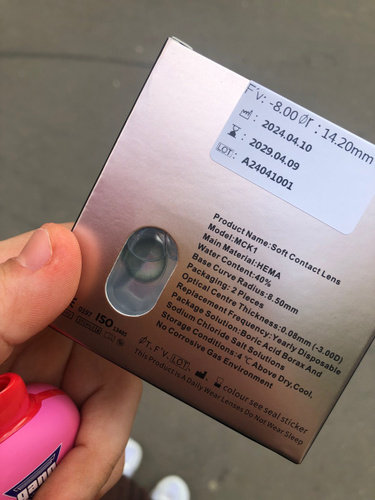 F'v: -8.00 Ør : 14.20mm
: 2024.04.10
: 2029.04.09
LOT: A24041001
Product Name:Soft Contact Lens
Model:MCK1
Main Material:HEMA
Water Content:40%
Base Curve Radius:8.50mm
Packaging: 2 Pieces
Optical Centre Thickness:0.08mm (-3.00D)
Replacement Frequency:Yearly Disposable
Package Solution:Boric Acid Borax And
Sodium Chloride Salt Solutions
Storage Conditions:4 ℃ Above Dry,Cool,
No Corrosive Gas Environment
Ør, F'v, LOT, colour see seal sticker
This Product Is A Daily Wear Lenses Do Not Wear Sleep
ISO